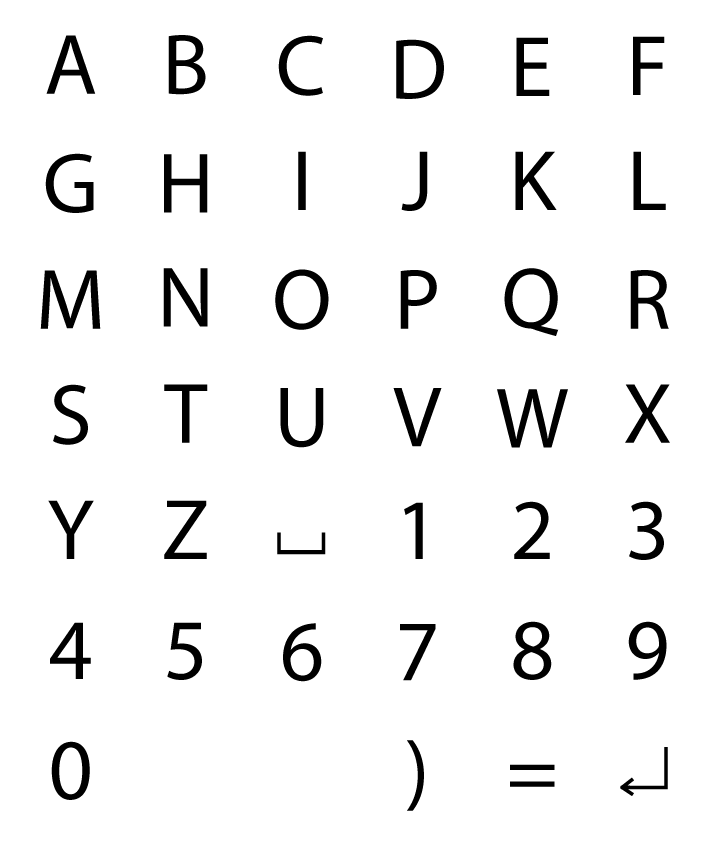 A B C D E F
G H I J K L
M N O P Q R
S T U V W X
Y Z ⎵ 1 2 3
4 5 6 7 8 9
0 ) = ↵